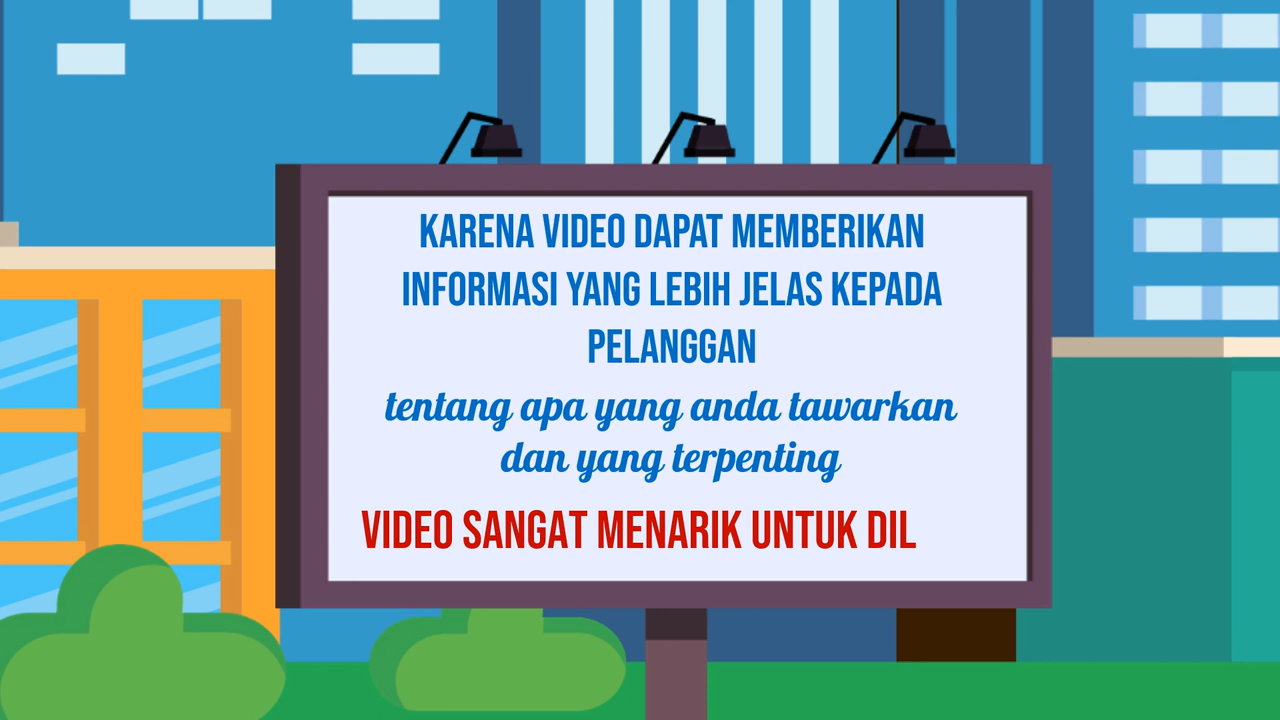 KARENA VIDEO DAPAT MEMBERIKAN
INFORMASI YANG LEBIH JELAS KEPADA
PELANGGAN
tentang apa yang anda tawarkan
dan yang terpenting
VIDEO SANGAT MENARIK UNTUK DIL